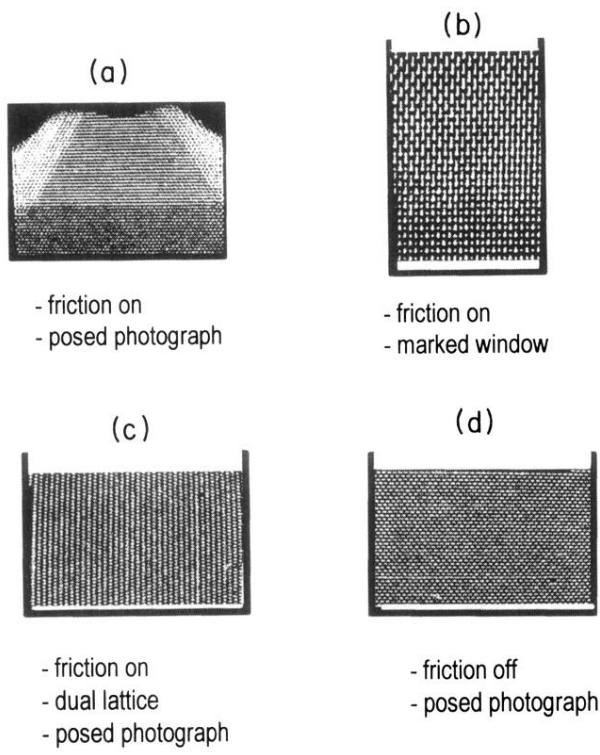 (a)
- friction on
- posed photograph
(b)
- friction on
- marked window
(c)
- friction on
- dual lattice
- posed photograph
(d)
- friction off
- posed photograph